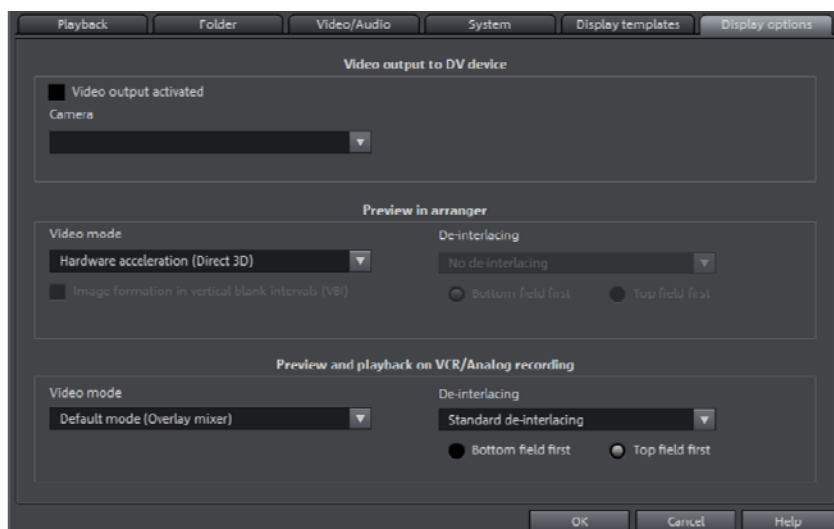 Playback Folder Video/Audio System Display templates Display options
Video output to DV device
Video output activated
Camera
Preview in arranger
Video mode De-interlacing
Hardware acceleration (Direct 3D) No de-interlacing
Image formation in vertical blank intervals (VBI) Bottom field first Top field first
Preview and playback on VCR/Analog recording
Video mode De-interlacing
Default mode (Overlay mixer) Standard de-interlacing
Bottom field first Top field first
OK Cancel Help